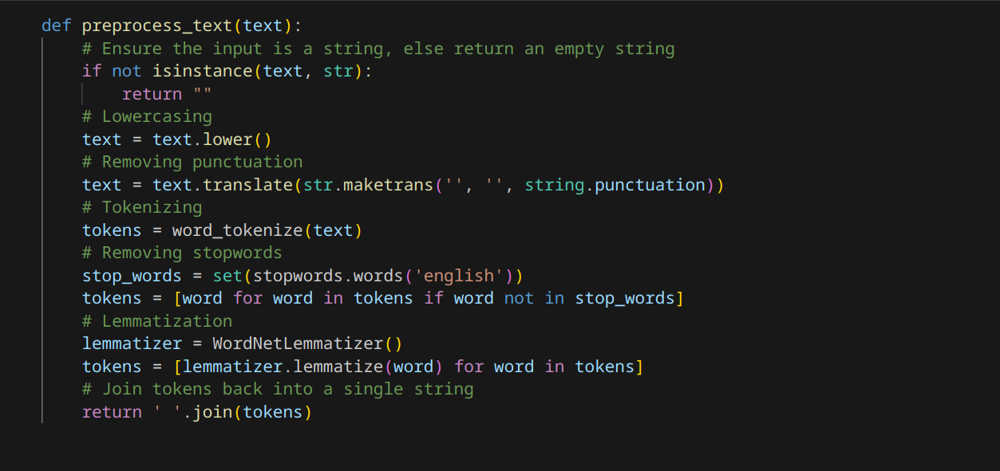 def preprocess_text(text):
    # Ensure the input is a string, else return an empty string
    if not isinstance(text, str):
        return ""
    # Lowercasing
    text = text.lower()
    # Removing punctuation
    text = text.translate(str.maketrans('', '', string.punctuation))
    # Tokenizing
    tokens = word_tokenize(text)
    # Removing stopwords
    stop_words = set(stopwords.words('english'))
    tokens = [word for word in tokens if word not in stop_words]
    # Lemmatization
    lemmatizer = WordNetLemmatizer()
    tokens = [lemmatizer.lemmatize(word) for word in tokens]
    # Join tokens back into a single string
    return ' '.join(tokens)